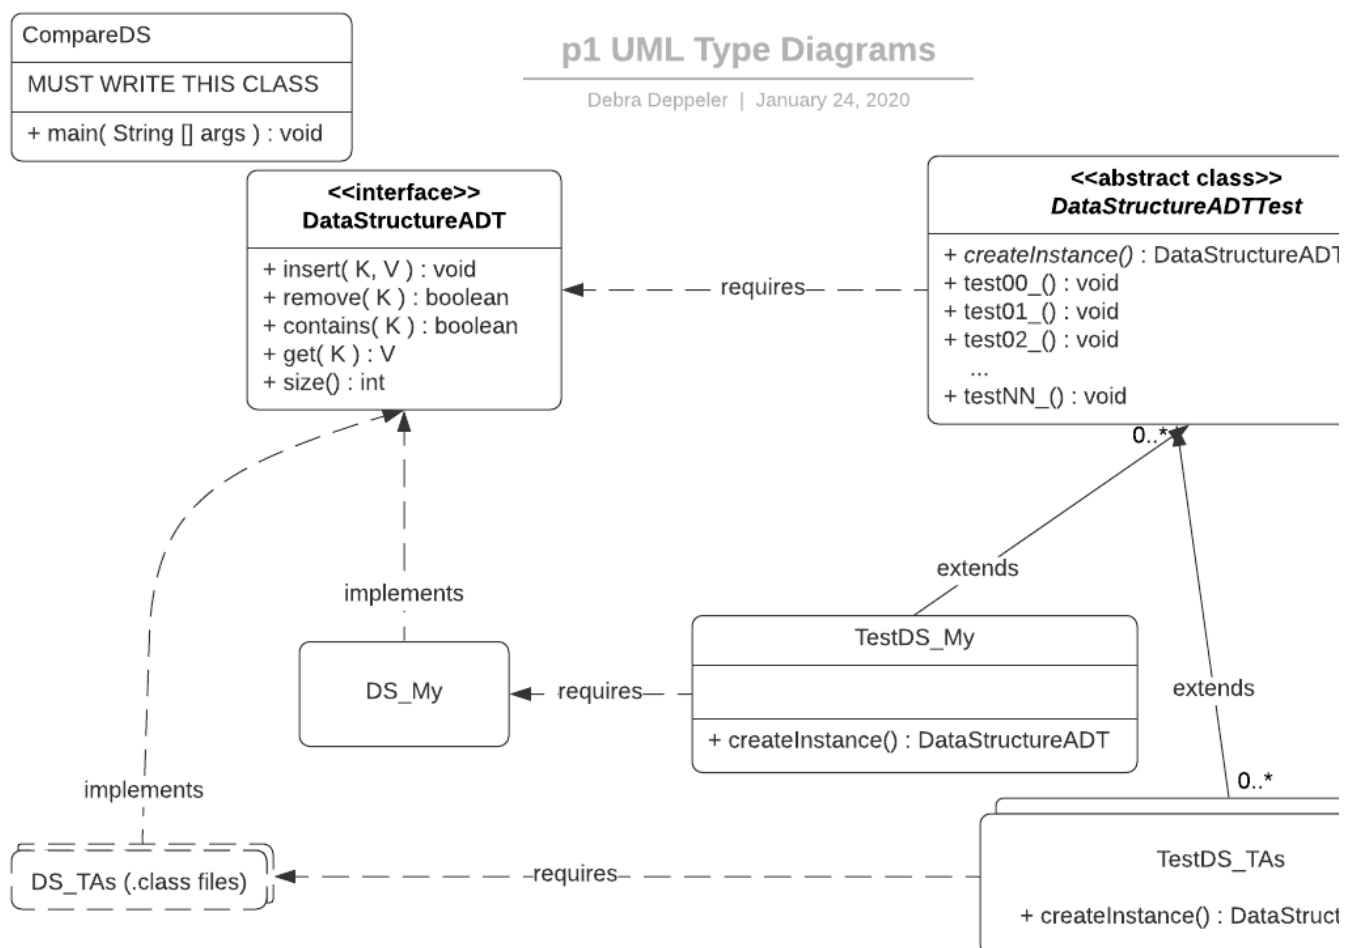 CompareDS
MUST WRITE THIS CLASS
+ main( String [] args ) : void
p1 UML Type Diagrams
Debra Deppeler | January 24, 2020
<<interface>>
DataStructureADT
+ insert( K, V ) : void
+ remove( K ) : boolean
+ contains( K ) : boolean
+ get( K ) : V
+ size() : int
requires
<<abstract class>>
DataStructureADTTest
+ createInstance() : DataStructureADT
+ test00_() : void
+ test01_() : void
+ test02_() : void
...
+ testNN_() : void
0..*
extends
implements
TestDS_My
+ createInstance() : DataStructureADT
DS_My
requires
extends
implements
0..*
DS_TAs (.class files)
requires
TestDS_TAs
+ createInstance() : DataStruct